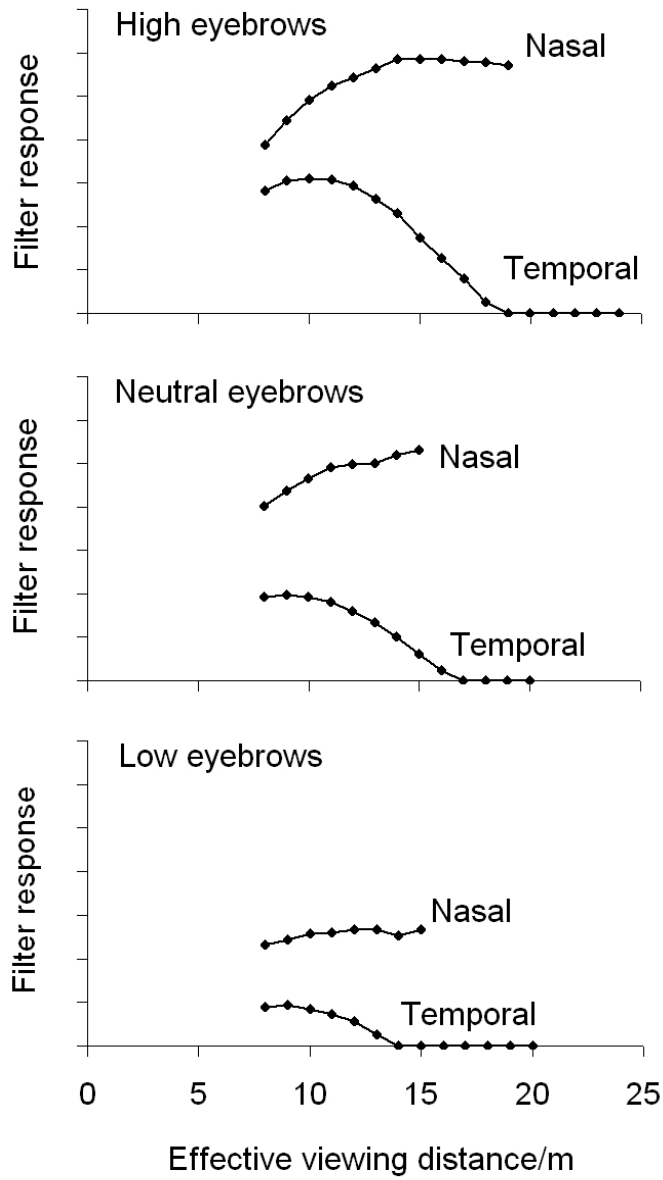 High eyebrows
Nasal
Filter response
Temporal
Neutral eyebrows
Nasal
Filter response
Temporal
Low eyebrows
Nasal
Filter response
Temporal
0 5 10 15 20 25
Effective viewing distance/m